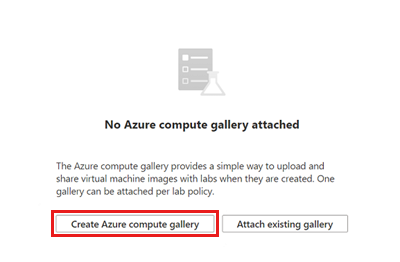 No Azure compute gallery attached
The Azure compute gallery provides a simple way to upload and
share virtual machine images with labs when they are created. One
gallery can be attached per lab policy.
Create Azure compute gallery
Attach existing gallery